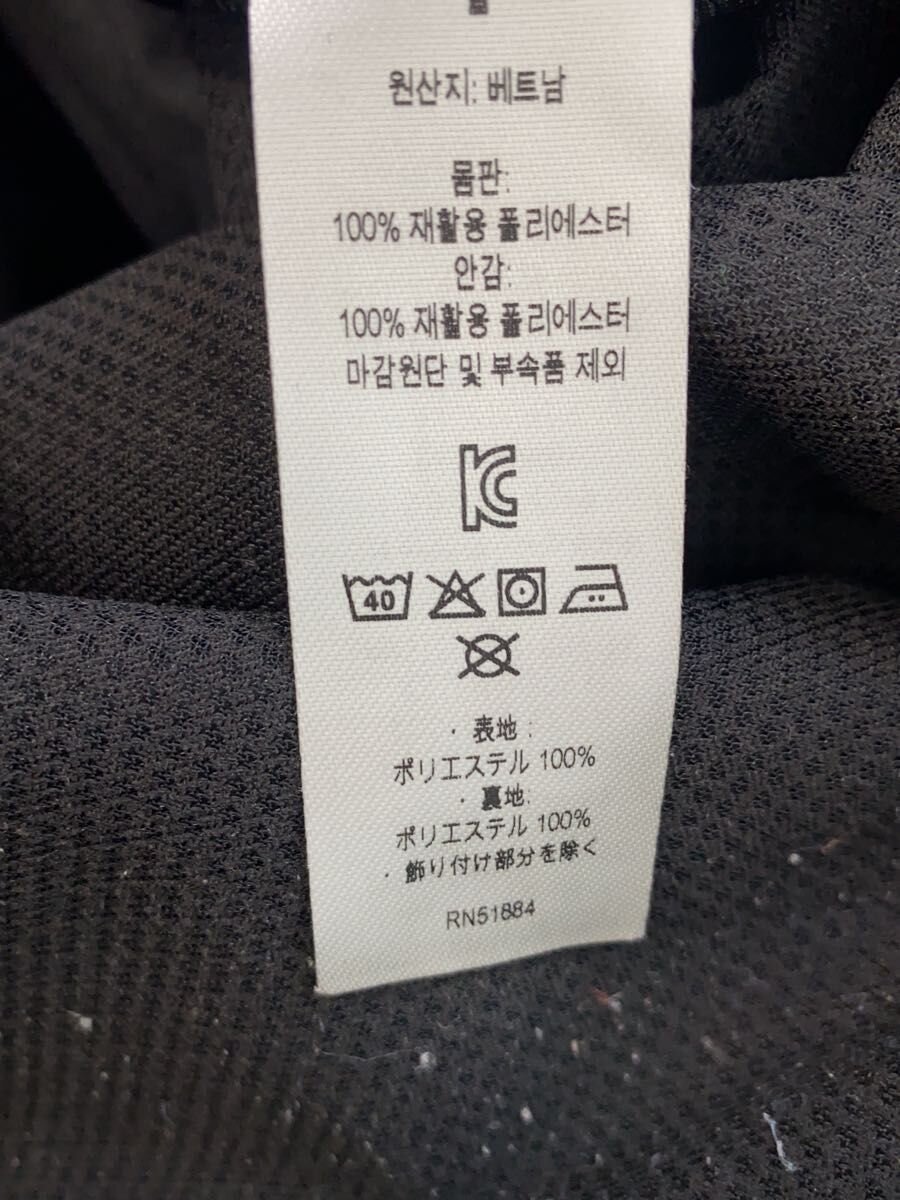 원산지: 베트남
몸판:
100% 재활용 폴리에스터
안감:
100% 재활용 폴리에스터
마감원단 및 부속품 제외
KC
40
・表地 :
ポリエステル 100%
・裏地:
ポリエステル 100%
・飾り付け部分を除く
RN51884